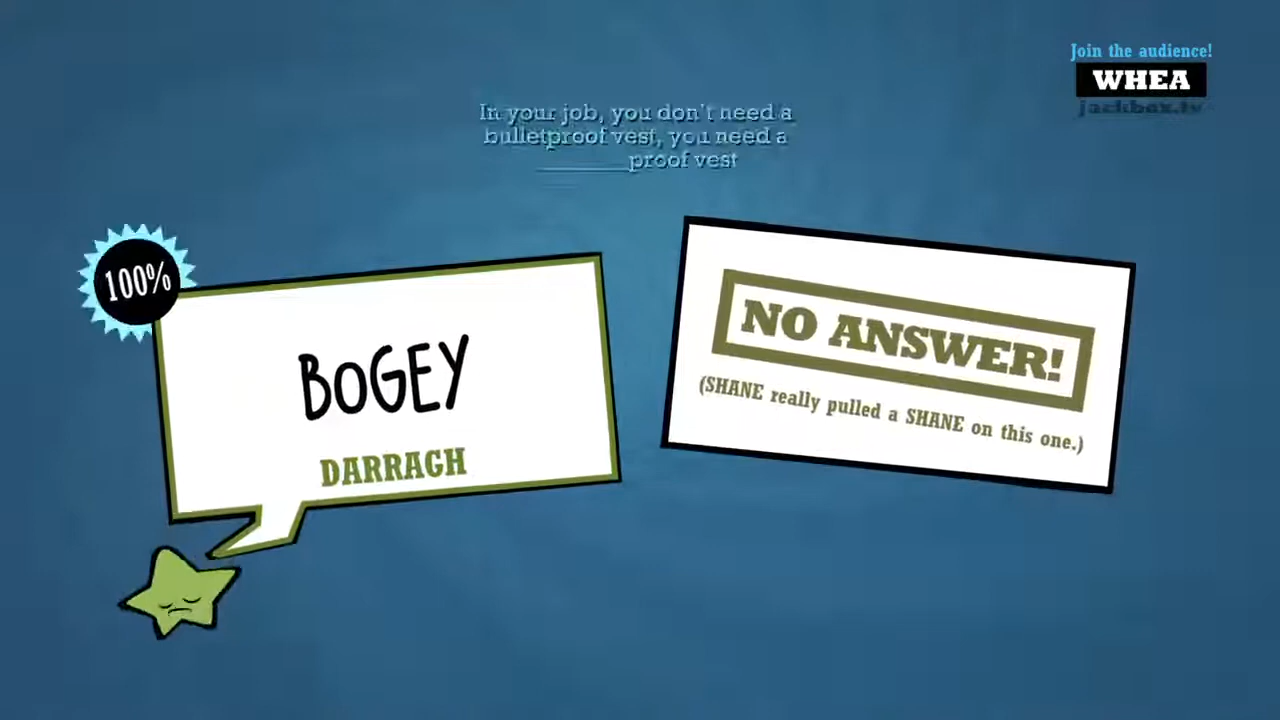 Join the audience!
WHEA
jackbox.tv
In your job, you don't need a
bulletproof vest, you need a
________proof vest
100%
BOGEY
DARRAGH
NO ANSWER!
(SHANE really pulled a SHANE on this one.)